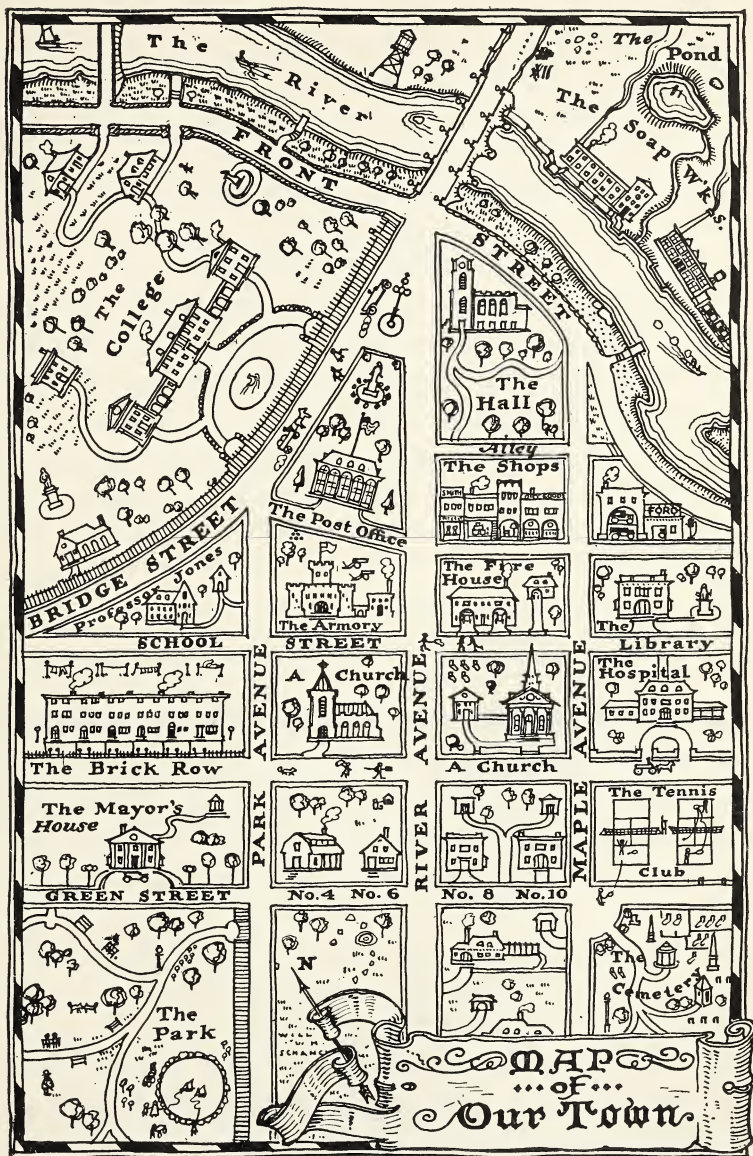 The River
The Pond
The Soap Wks.
FRONT STREET
The College
The Hall
Alley
The Shops
SMITH
FORD
The Post Office
BRIDGE STREET
Professor Jones
The Armory
The Fire House
The Library
SCHOOL STREET
PARK AVENUE
RIVER AVENUE
MAPLE AVENUE
A Church
The Hospital
The Brick Row
A Church
The Mayor's House
The Tennis Club
GREEN STREET
No.4 No.6 No.8 No.10
The Park
N
The Cemetery
MAP
of
Our Town